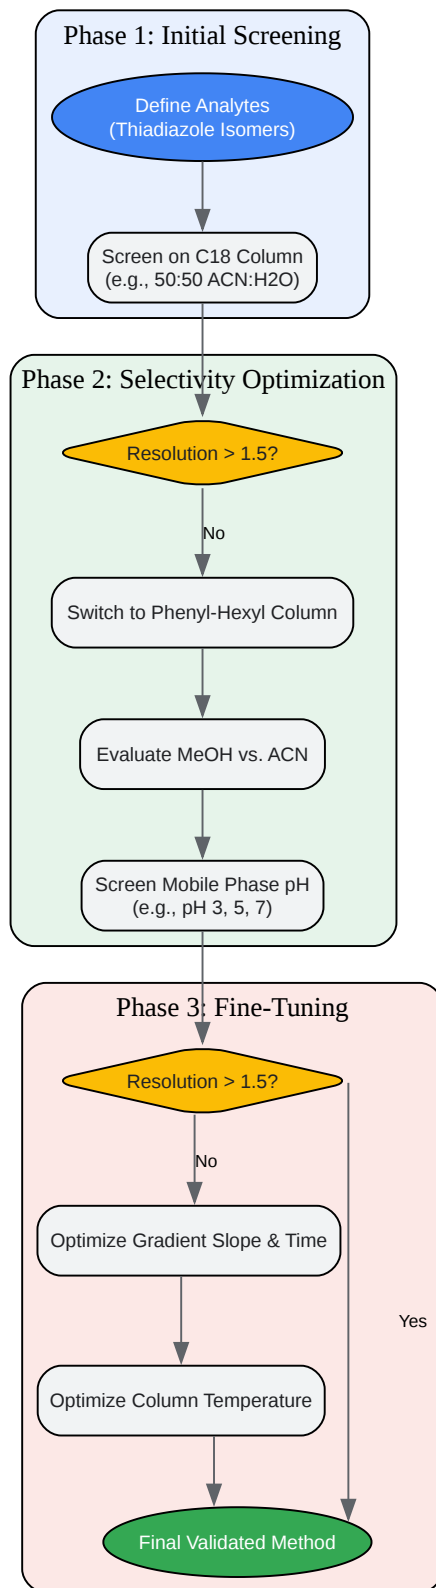 Phase 1: Initial Screening
Define Analytes
(Thiadiazole Isomers)
Screen on C18 Column
(e.g., 50:50 ACN:H2O)
Phase 2: Selectivity Optimization
Resolution > 1.5?
No
Switch to Phenyl-Hexyl Column
Evaluate MeOH vs. ACN
Screen Mobile Phase pH
(e.g., pH 3, 5, 7)
Phase 3: Fine-Tuning
Resolution > 1.5?
No
Optimize Gradient Slope & Time
Yes
Optimize Column Temperature
Final Validated Method